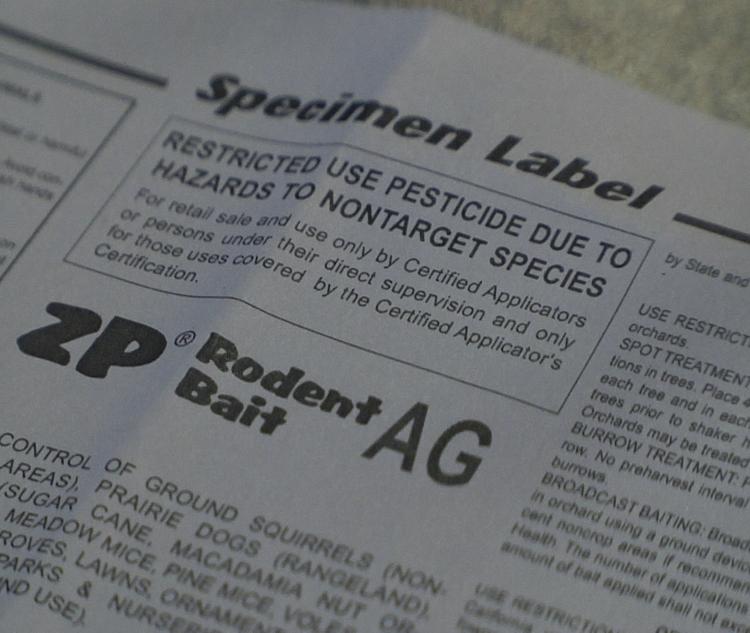 Specimen Label
RESTRICTED USE PESTICIDE DUE TO
HAZARDS TO NONTARGET SPECIES
For retail sale and use only by Certified Applicators
or persons under their direct supervision and only
for those uses covered by the Certified Applicator's
Certification.
ZP® Rodent
Bait AG
CONTROL OF GROUND SQUIRRELS (NON-
AREAS), PRAIRIE DOGS (RANGELAND),
(SUGAR CANE, MACADAMIA NUT OR
MEADOW MICE, PINE MICE, VOLE
ROVES, LAWNS, ORNAMEN
PARKS & NURSERI
ND USE).
by State and
USE RESTRICT
orchards.
SPOT TREATMENT
tions in trees. Place
each tree and in each
trees prior to shaker
Orchards may be treated
BURROW TREATMENT:
row. No preharvest interval
burrows.
BROADCAST BAITING: Broad
in orchard using a ground devic
cent noncrop areas if recommen
Health. The number of applications
amount of bait applied shall not exc
USE RESTRICTIONS
California